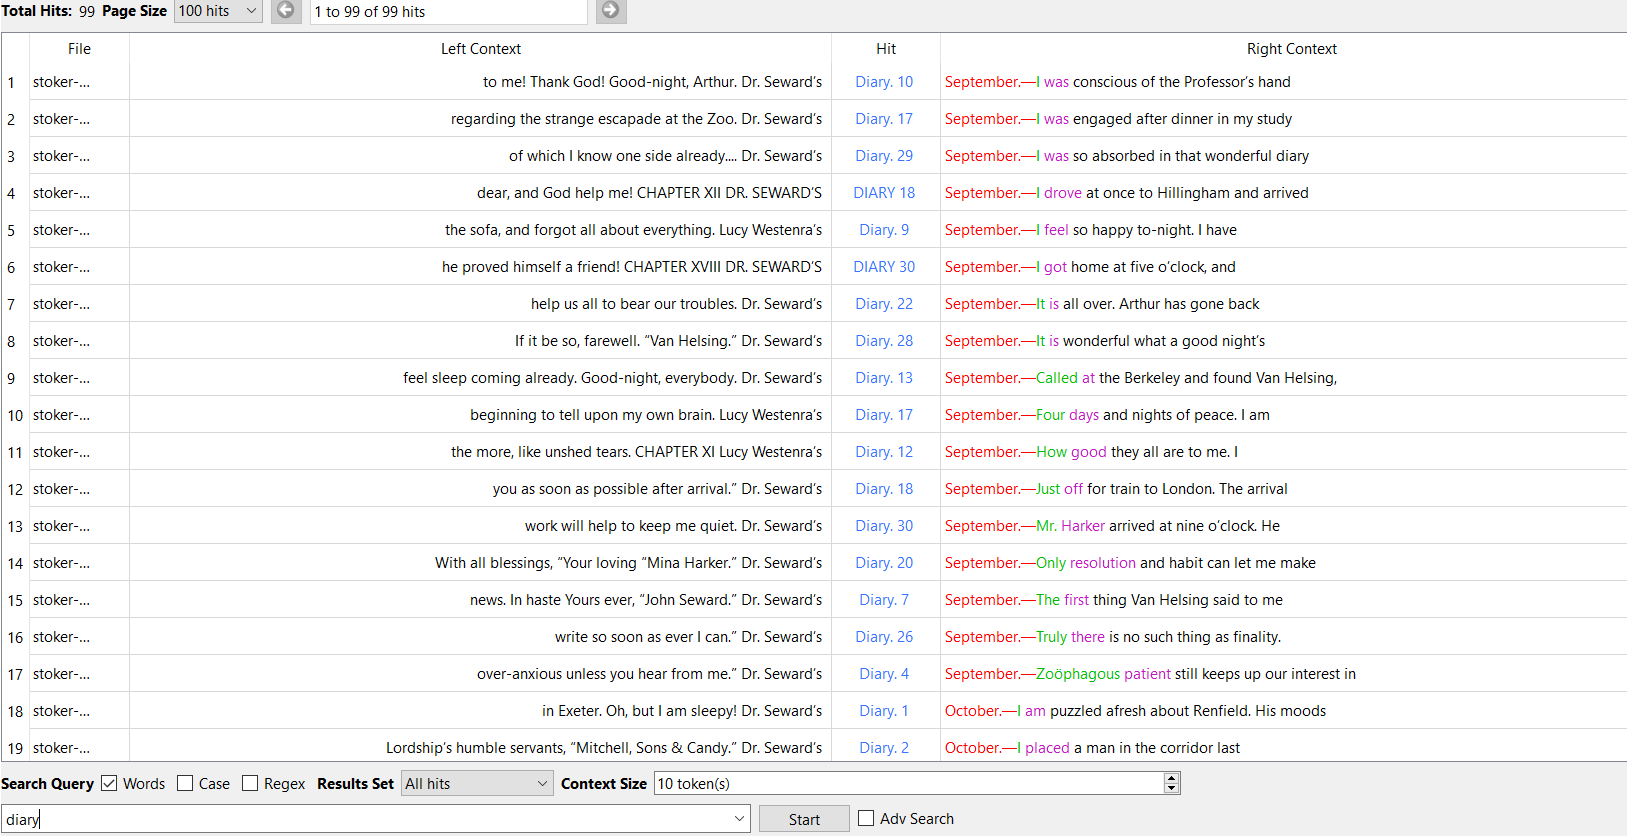 Total Hits: 99 Page Size 100 hits 1 to 99 of 99 hits
File Left Context Hit Right Context
1 stoker-... to me! Thank God! Good-night, Arthur. Dr. Seward’s Diary. 10 September.—I was conscious of the Professor’s hand
2 stoker-... regarding the strange escapade at the Zoo. Dr. Seward’s Diary. 17 September.—I was engaged after dinner in my study
3 stoker-... of which I know one side already.... Dr. Seward’s Diary. 29 September.—I was so absorbed in that wonderful diary
4 stoker-... dear, and God help me! CHAPTER XII DR. SEWARD’S DIARY 18 September.—I drove at once to Hillingham and arrived
5 stoker-... the sofa, and forgot all about everything. Lucy Westenra’s Diary. 9 September.—I feel so happy to-night. I have
6 stoker-... he proved himself a friend! CHAPTER XVIII DR. SEWARD’S DIARY 30 September.—I got home at five o’clock, and
7 stoker-... help us all to bear our troubles. Dr. Seward’s Diary. 22 September.—It is all over. Arthur has gone back
8 stoker-... If it be so, farewell. “Van Helsing.” Dr. Seward’s Diary. 28 September.—It is wonderful what a good night’s
9 stoker-... feel sleep coming already. Good-night, everybody. Dr. Seward’s Diary. 13 September.—Called at the Berkeley and found Van Helsing,
10 stoker-... beginning to tell upon my own brain. Lucy Westenra’s Diary. 17 September.—Four days and nights of peace. I am
11 stoker-... the more, like unshed tears. CHAPTER XI Lucy Westenra’s Diary. 12 September.—How good they all are to me. I
12 stoker-... you as soon as possible after arrival.” Dr. Seward’s Diary. 18 September.—Just off for train to London. The arrival
13 stoker-... work will help to keep me quiet. Dr. Seward’s Diary. 30 September.—Mr. Harker arrived at nine o’clock. He
14 stoker-... With all blessings, “Your loving “Mina Harker.” Dr. Seward’s Diary. 20 September.—Only resolution and habit can let me make
15 stoker-... news. In haste Yours ever, “John Seward.” Dr. Seward’s Diary. 7 September.—The first thing Van Helsing said to me
16 stoker-... write so soon as ever I can.” Dr. Seward’s Diary. 26 September.—Truly there is no such thing as finality.
17 stoker-... over-anxious unless you hear from me.” Dr. Seward’s Diary. 4 September.—Zoöphagous patient still keeps up our interest in
18 stoker-... in Exeter. Oh, but I am sleepy! Dr. Seward’s Diary. 1 October.—I am puzzled afresh about Renfield. His moods
19 stoker-... Lordship’s humble servants, “Mitchell, Sons & Candy.” Dr. Seward’s Diary. 2 October.—I placed a man in the corridor last
Search Query Words Case Regex Results Set All hits Context Size 10 token(s)
diary Start Adv Search